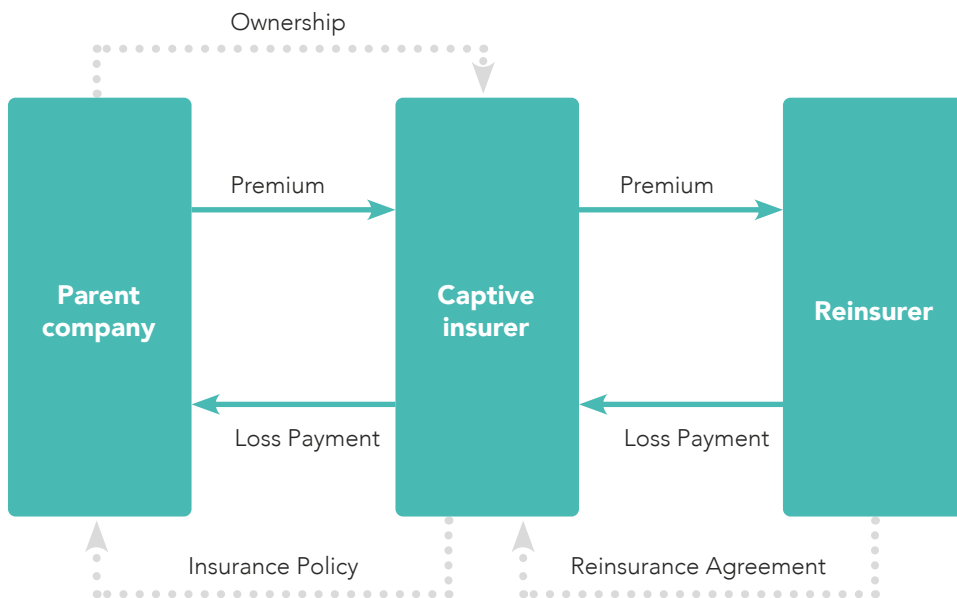 Ownership
Premium
Premium
Parent
company
Captive
insurer
Reinsurer
Loss Payment
Loss Payment
Insurance Policy
Reinsurance Agreement